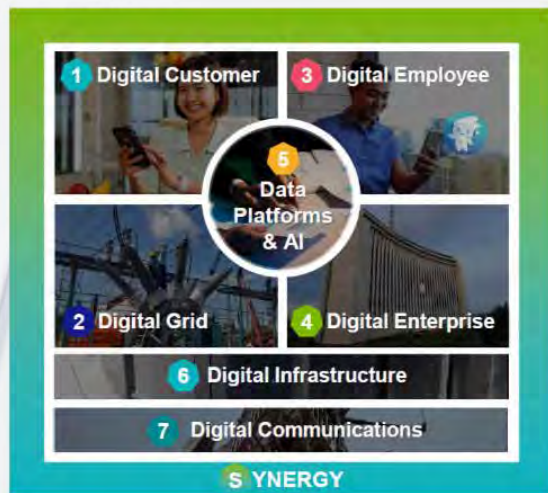 1 Digital Customer
3 Digital Employee
5
Data
Platforms
& AI
2 Digital Grid
4 Digital Enterprise
6 Digital Infrastructure
7 Digital Communications
SYNERGY